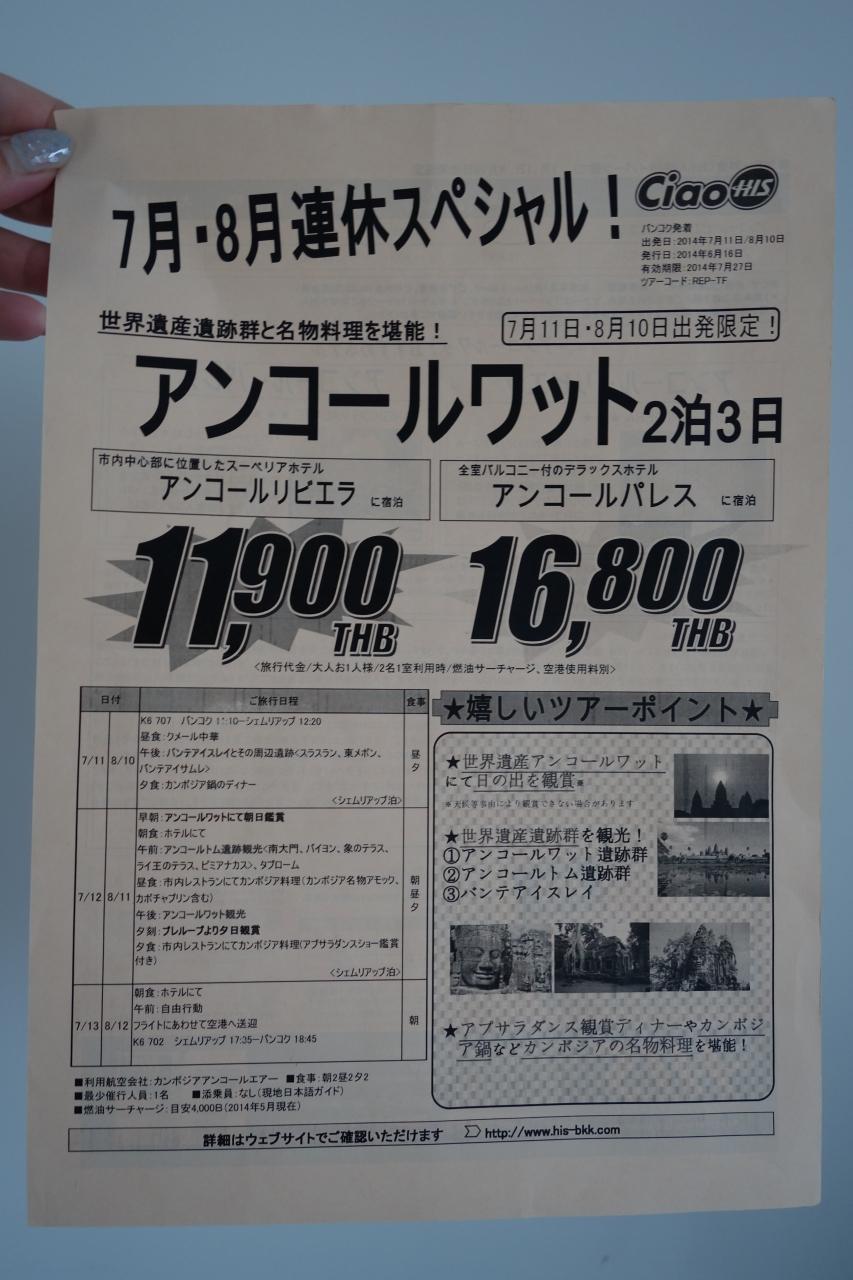 7月・8月連休スペシャル！
Ciao HIS
バンコク発着
出発日：2014年7月11日/8月10日
発行日：2014年6月16日
有効期限：2014年7月27日
ツアーコード：REP-TF
世界遺産遺跡群と名物料理を堪能！
7月11日・8月10日出発限定！
アンコールワット2泊3日
市内中心部に位置したスーペリアホテル
アンコールリビエラ に宿泊
全室バルコニー付のデラックスホテル
アンコールパレス に宿泊
11,900 THB
16,800 THB
<旅行代金/大人お1人様/2名1室利用時/燃油サーチャージ、空港使用料別>
日付 ご旅行日程 食事
7/11 8/10
K6 707 バンコク 11:10ーシェムリアップ 12:20
昼食：クメール中華
午後：バンテアイスレイとその周辺遺跡<スラスラン、東メボン、
バンテアイサムレ>
夕食：カンボジア鍋のディナー
<シェムリアップ泊>
昼
夕
7/12 8/11
早朝：アンコールワットにて朝日鑑賞
朝食：ホテルにて
午前：アンコールトム遺跡観光<南大門、バイヨン、象のテラス、
ライ王のテラス、ピミアナカス>、タプローム
昼食：市内レストランにてカンボジア料理(カンボジア名物アモック、
カボチャプリン含む)
午後：アンコールワット観光
夕刻：プレループより夕日観賞
夕食：市内レストランにてカンボジア料理(アプサラダンスショー鑑賞
付き)
<シェムリアップ泊>
朝
昼
夕
7/13 8/12
朝食：ホテルにて
午前：自由行動
フライトにあわせて空港へ送迎
K6 702 シェムリアップ 17:35ーバンコク 18:45
朝
■利用航空会社：カンボジアアンコールエアー ■食事：朝2昼2夕2
■最少催行人員：1名 ■添乗員：なし(現地日本語ガイド)
■燃油サーチャージ：目安4,000B(2014年5月現在)
★嬉しいツアーポイント★
★世界遺産アンコールワット
にて日の出を観賞※
※天候等事由により観賞できない場合があります
★世界遺産遺跡群を観光！
①アンコールワット遺跡群
②アンコールトム遺跡群
③バンテアイスレイ
★アプサラダンス観賞ディナーやカンボジ
ア鍋などカンボジアの名物料理を堪能！
詳細はウェブサイトでご確認いただけます http://www.his-bkk.com